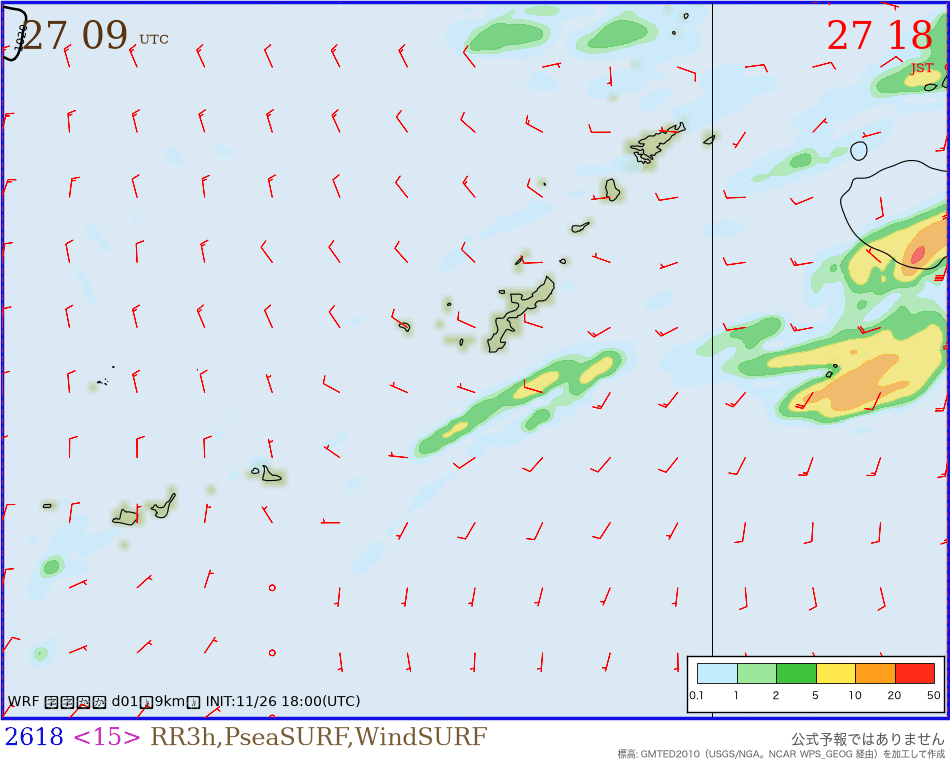 27 09 UTC
27 18
JST
1020
WRF d01 9km INIT:11/26 18:00(UTC)
0.1 1 2 5 10 20 50
2618 <15> RR3h,PseaSURF,WindSURF
公式予報ではありません
標高: GMTED2010（USGS/NGA。NCAR WPS_GEOG 経由）を加工して作成